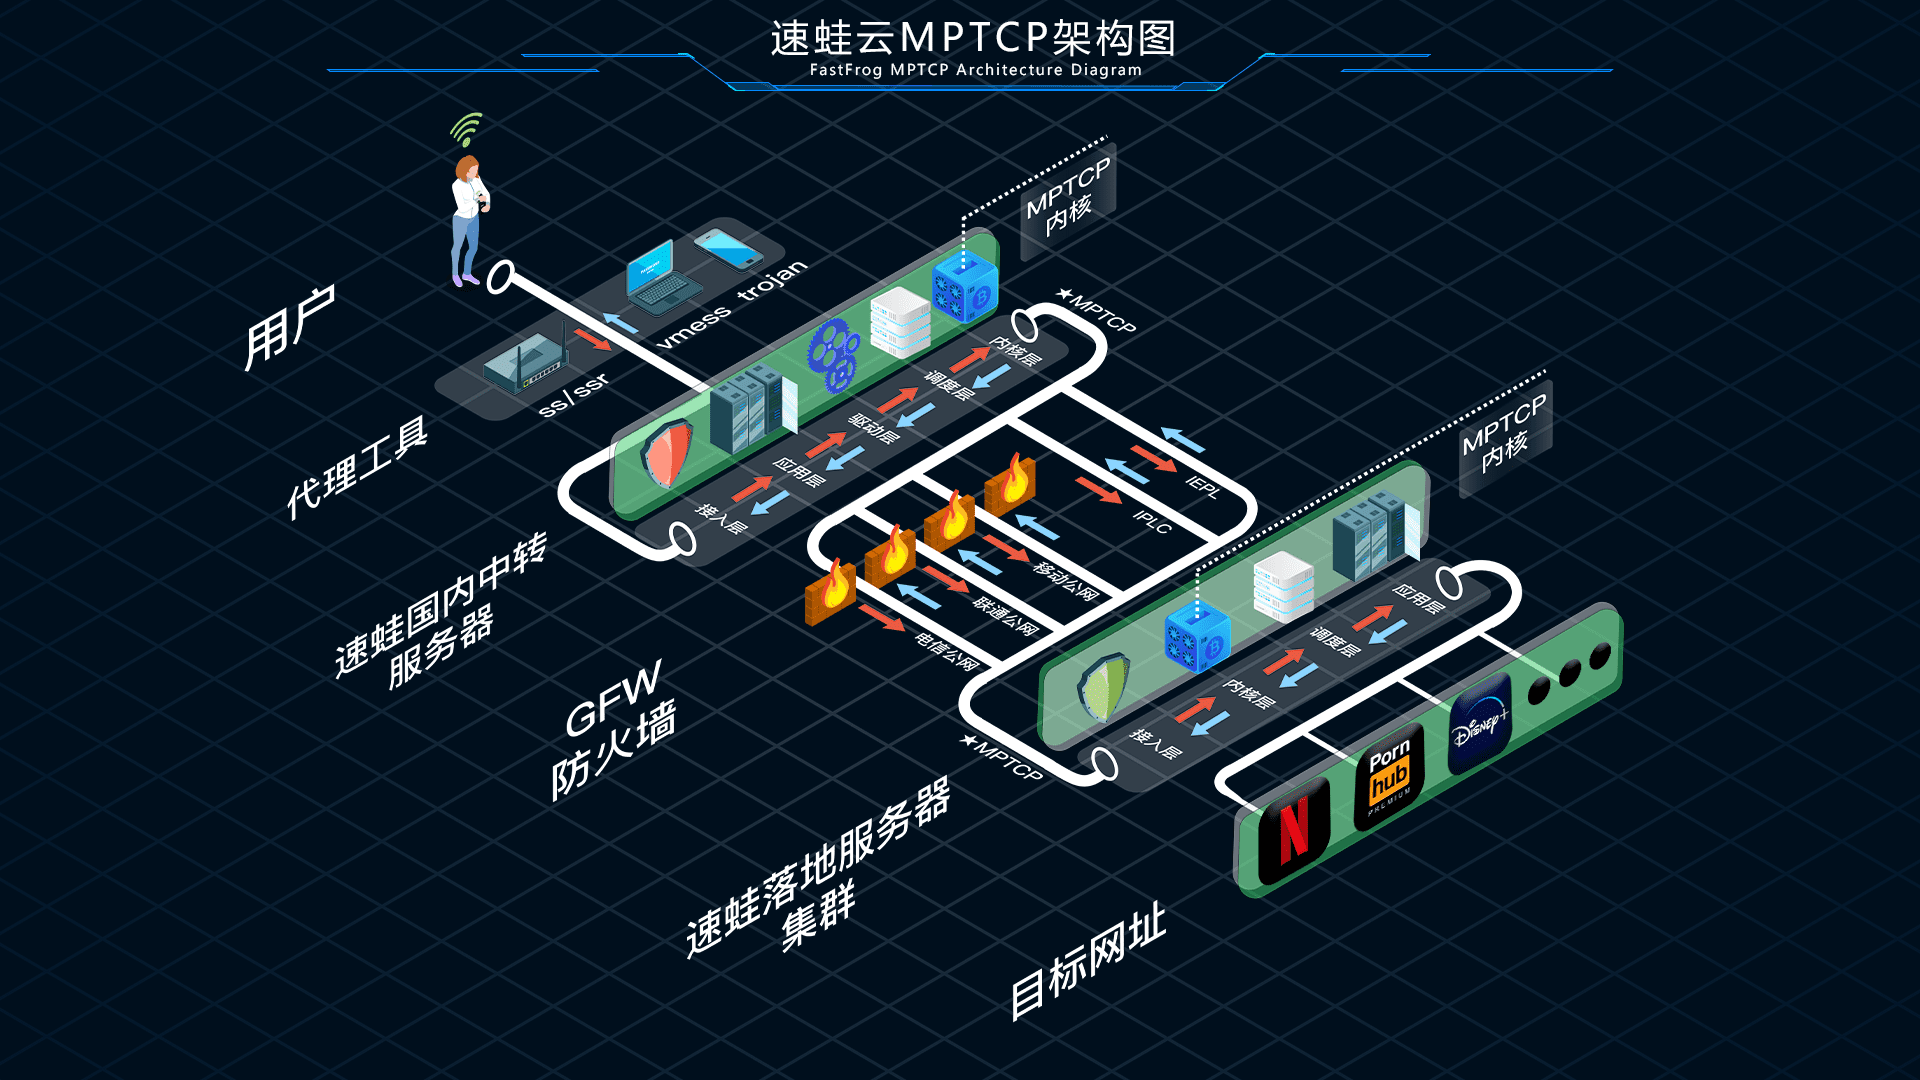 速蛙云MPTCP架构图
FastFrog MPTCP Architecture Diagram
MPTCP
内核
用户
vmess
trojan
ss/ssr
代理工具
★MPTCP
内核层
调度层
驱动层
应用层
接入层
速蛙国内中转
服务器
IEPL
IPLC
移动公网
联通公网
电信公网
GFW
防火墙
MPTCP
内核
应用层
调度层
内核层
接入层
★MPTCP
速蛙落地服务器
集群
Disney+
Porn
hub
PREMIUM
N
目标网址